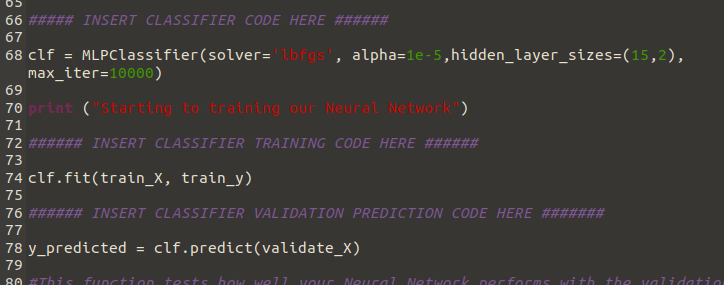 65
66 ##### INSERT CLASSIFIER CODE HERE ######
67
68 clf = MLPClassifier(solver='lbfgs', alpha=1e-5,hidden_layer_sizes=(15,2),
max_iter=10000)
69
70 print ("Starting to training our Neural Network")
71
72 ###### INSERT CLASSIFIER TRAINING CODE HERE ######
73
74 clf.fit(train_X, train_y)
75
76 ###### INSERT CLASSIFIER VALIDATION PREDICTION CODE HERE #######
77
78 y_predicted = clf.predict(validate_X)
79
80 #This function tests how well your Neural Network performs with the validation